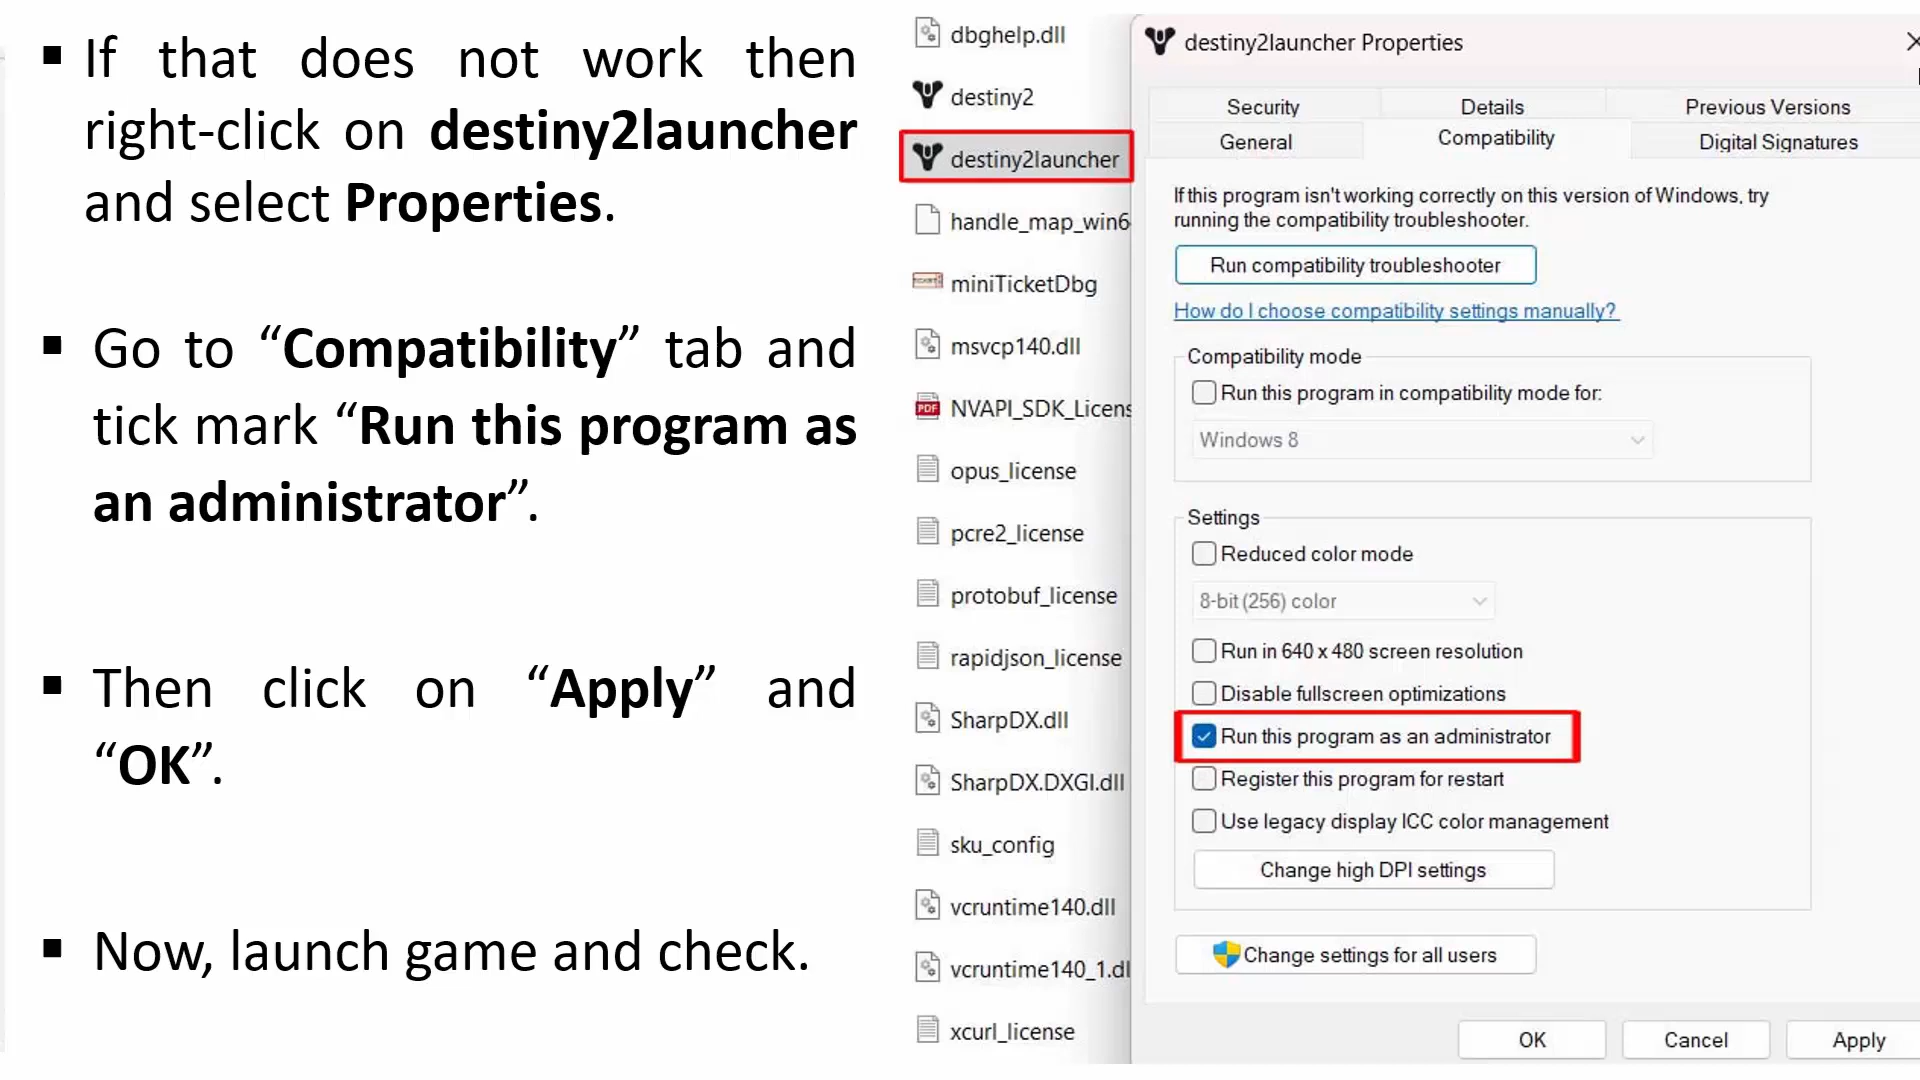 ▪ If that does not work then
right-click on destiny2launcher
and select Properties.
▪ Go to “Compatibility” tab and
tick mark “Run this program as
an administrator”.
▪ Then click on “Apply” and
“OK”.
▪ Now, launch game and check.
dbghelp.dll
destiny2
destiny2launcher
handle_map_win6
miniTicketDbg
msvcp140.dll
NVAPI_SDK_Licens
opus_license
pcre2_license
protobuf_license
rapidjson_license
SharpDX.dll
SharpDX.DXGI.dll
sku_config
vcruntime140.dll
vcruntime140_1.dl
xcurl_license
destiny2launcher Properties
Security Details Previous Versions
General Compatibility Digital Signatures
If this program isn't working correctly on this version of Windows, try
running the compatibility troubleshooter.
Run compatibility troubleshooter
How do I choose compatibility settings manually?
Compatibility mode
Run this program in compatibility mode for:
Windows 8
Settings
Reduced color mode
8-bit (256) color
Run in 640 x 480 screen resolution
Disable fullscreen optimizations
Run this program as an administrator
Register this program for restart
Use legacy display ICC color management
Change high DPI settings
Change settings for all users
OK Cancel Apply